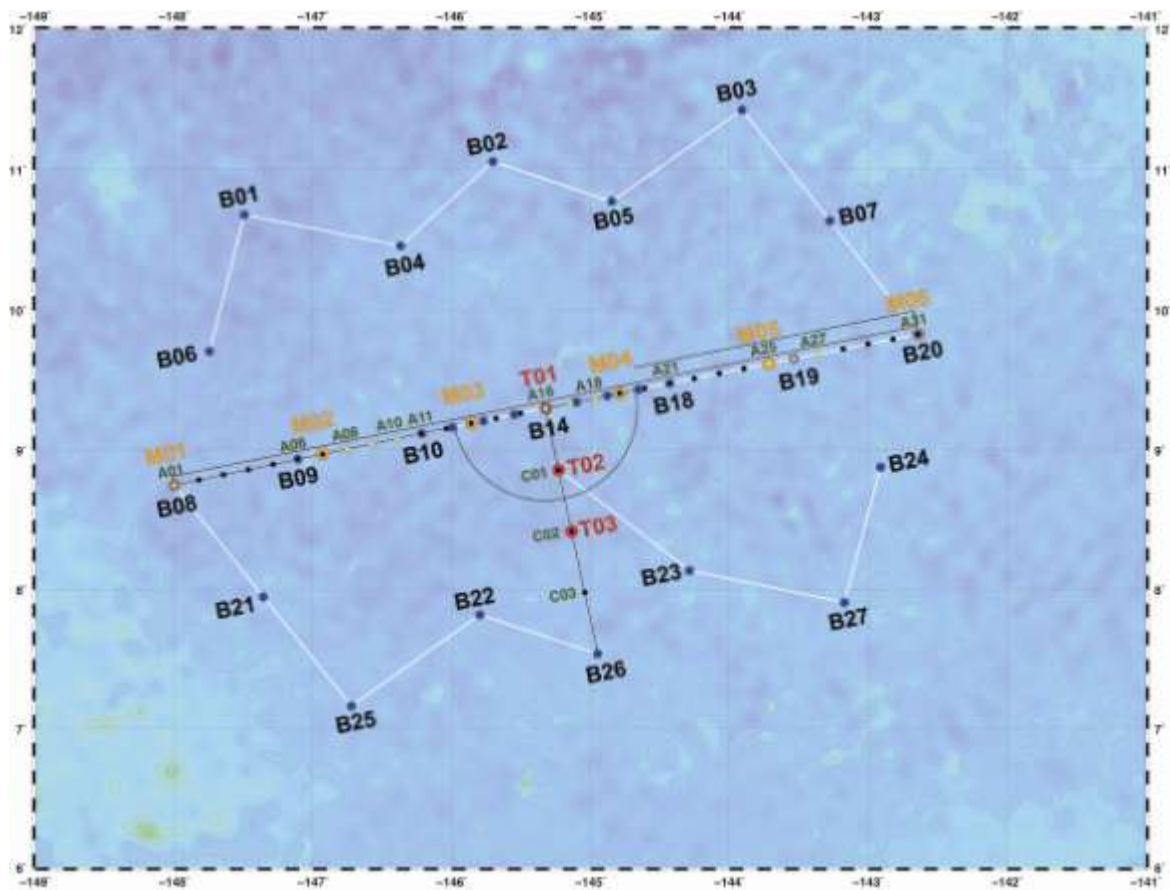 -149° -148° -147° -146° -145° -144° -143° -142° -141°
12° 12°
B03
B02
11° 11°
B01
B05
B07
B04
10° M06 10°
B06
M05 A31
T01 M04 A25 A27 B20
M03 A16 A18 A21 B19
M02 A10 A11 B14 B18
M01 A06 A08 B10
9° A01 B09 9°
B08 C01 T02 B24
C02 T03
B23
8° B21 B22 C03 8°
B27
B26
B25
7° 7°
6° 6°
-149° -148° -147° -146° -145° -144° -143° -142° -141°